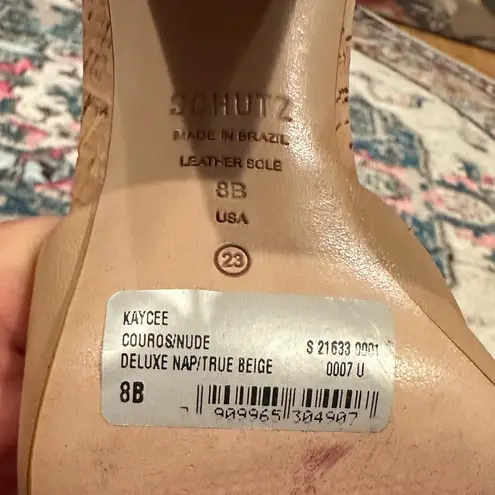 SCHUTZ
MADE IN BRAZIL
LEATHER SOLE
8B
USA
23
KAYCEE
COUROS/NUDE S 21633 0001
DELUXE NAP/TRUE BEIGE 0007 U
8B
7 909965 304907